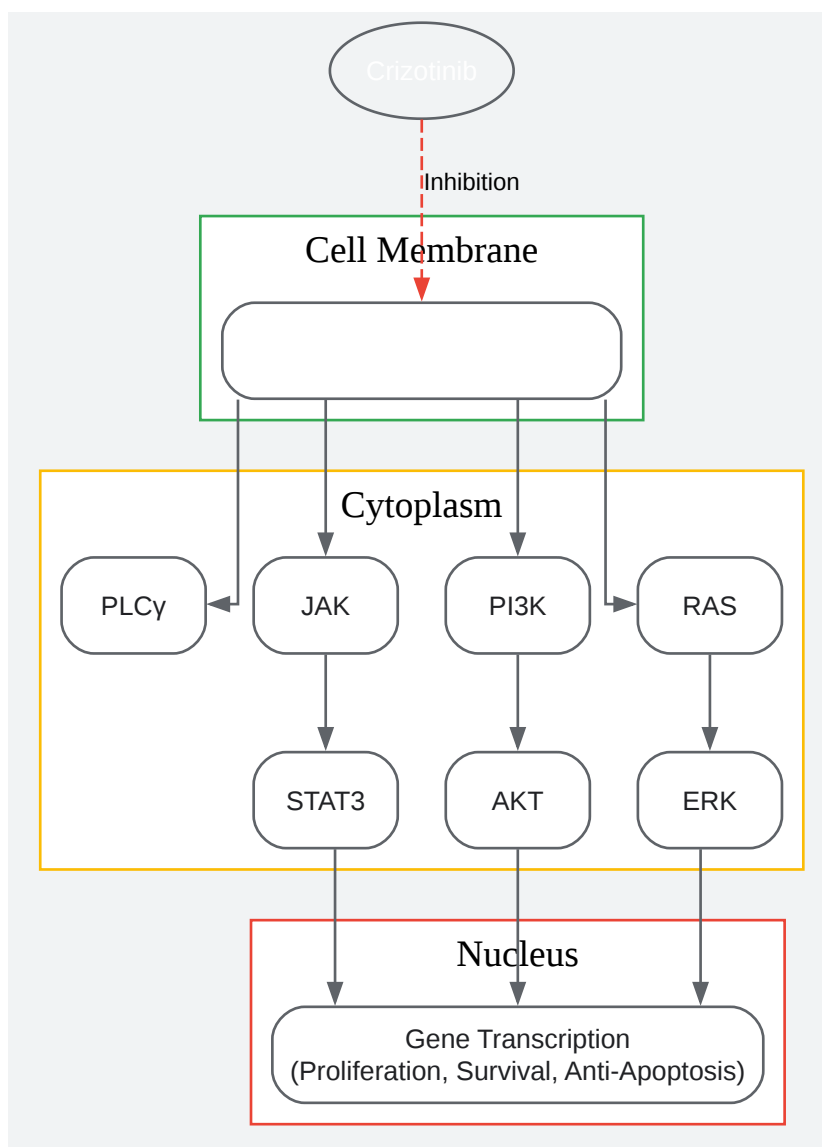 Crizotinib
Inhibition
Cell Membrane
Cytoplasm
PLCγ
JAK
PI3K
RAS
STAT3
AKT
ERK
Nucleus
Gene Transcription
(Proliferation, Survival, Anti-Apoptosis)